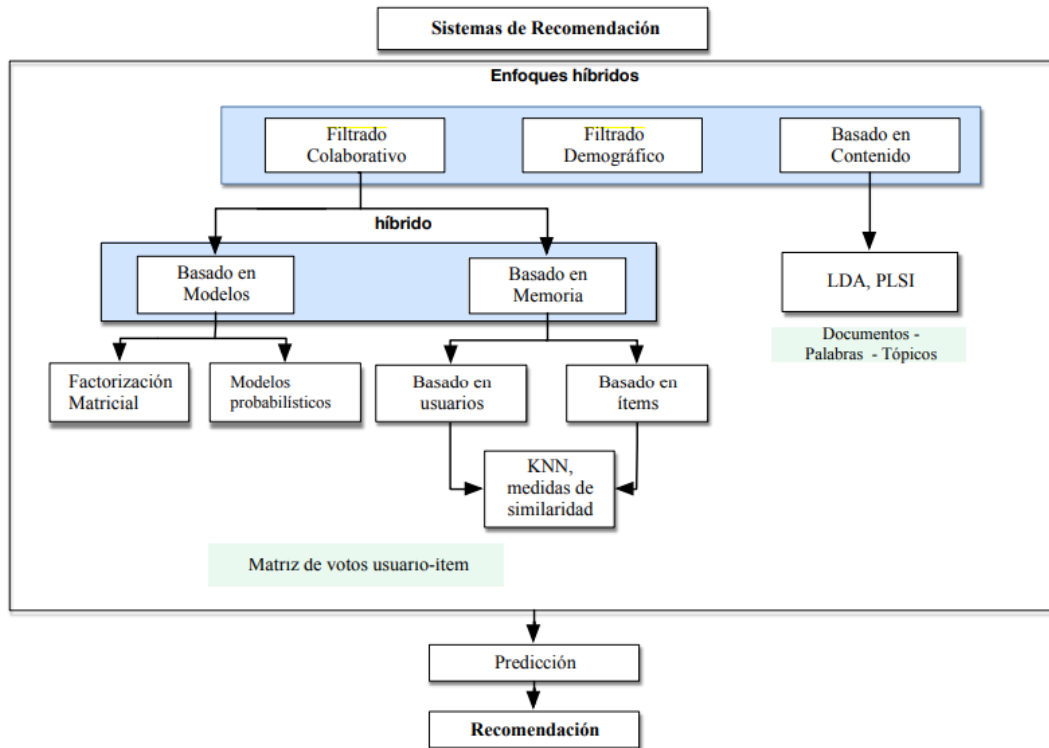 Sistemas de Recomendación
Enfoques híbridos
Filtrado
Colaborativo
Filtrado
Demográfico
Basado en
Contenido
híbrido
Basado en
Modelos
Basado en
Memoria
LDA, PLSI
Documentos -
Palabras - Tópicos
Factorización
Matricial
Modelos
probabilísticos
Basado en
usuarios
Basado en
ítems
KNN,
medidas de
similaridad
Matriz de votos usuario-ítem
Predicción
Recomendación